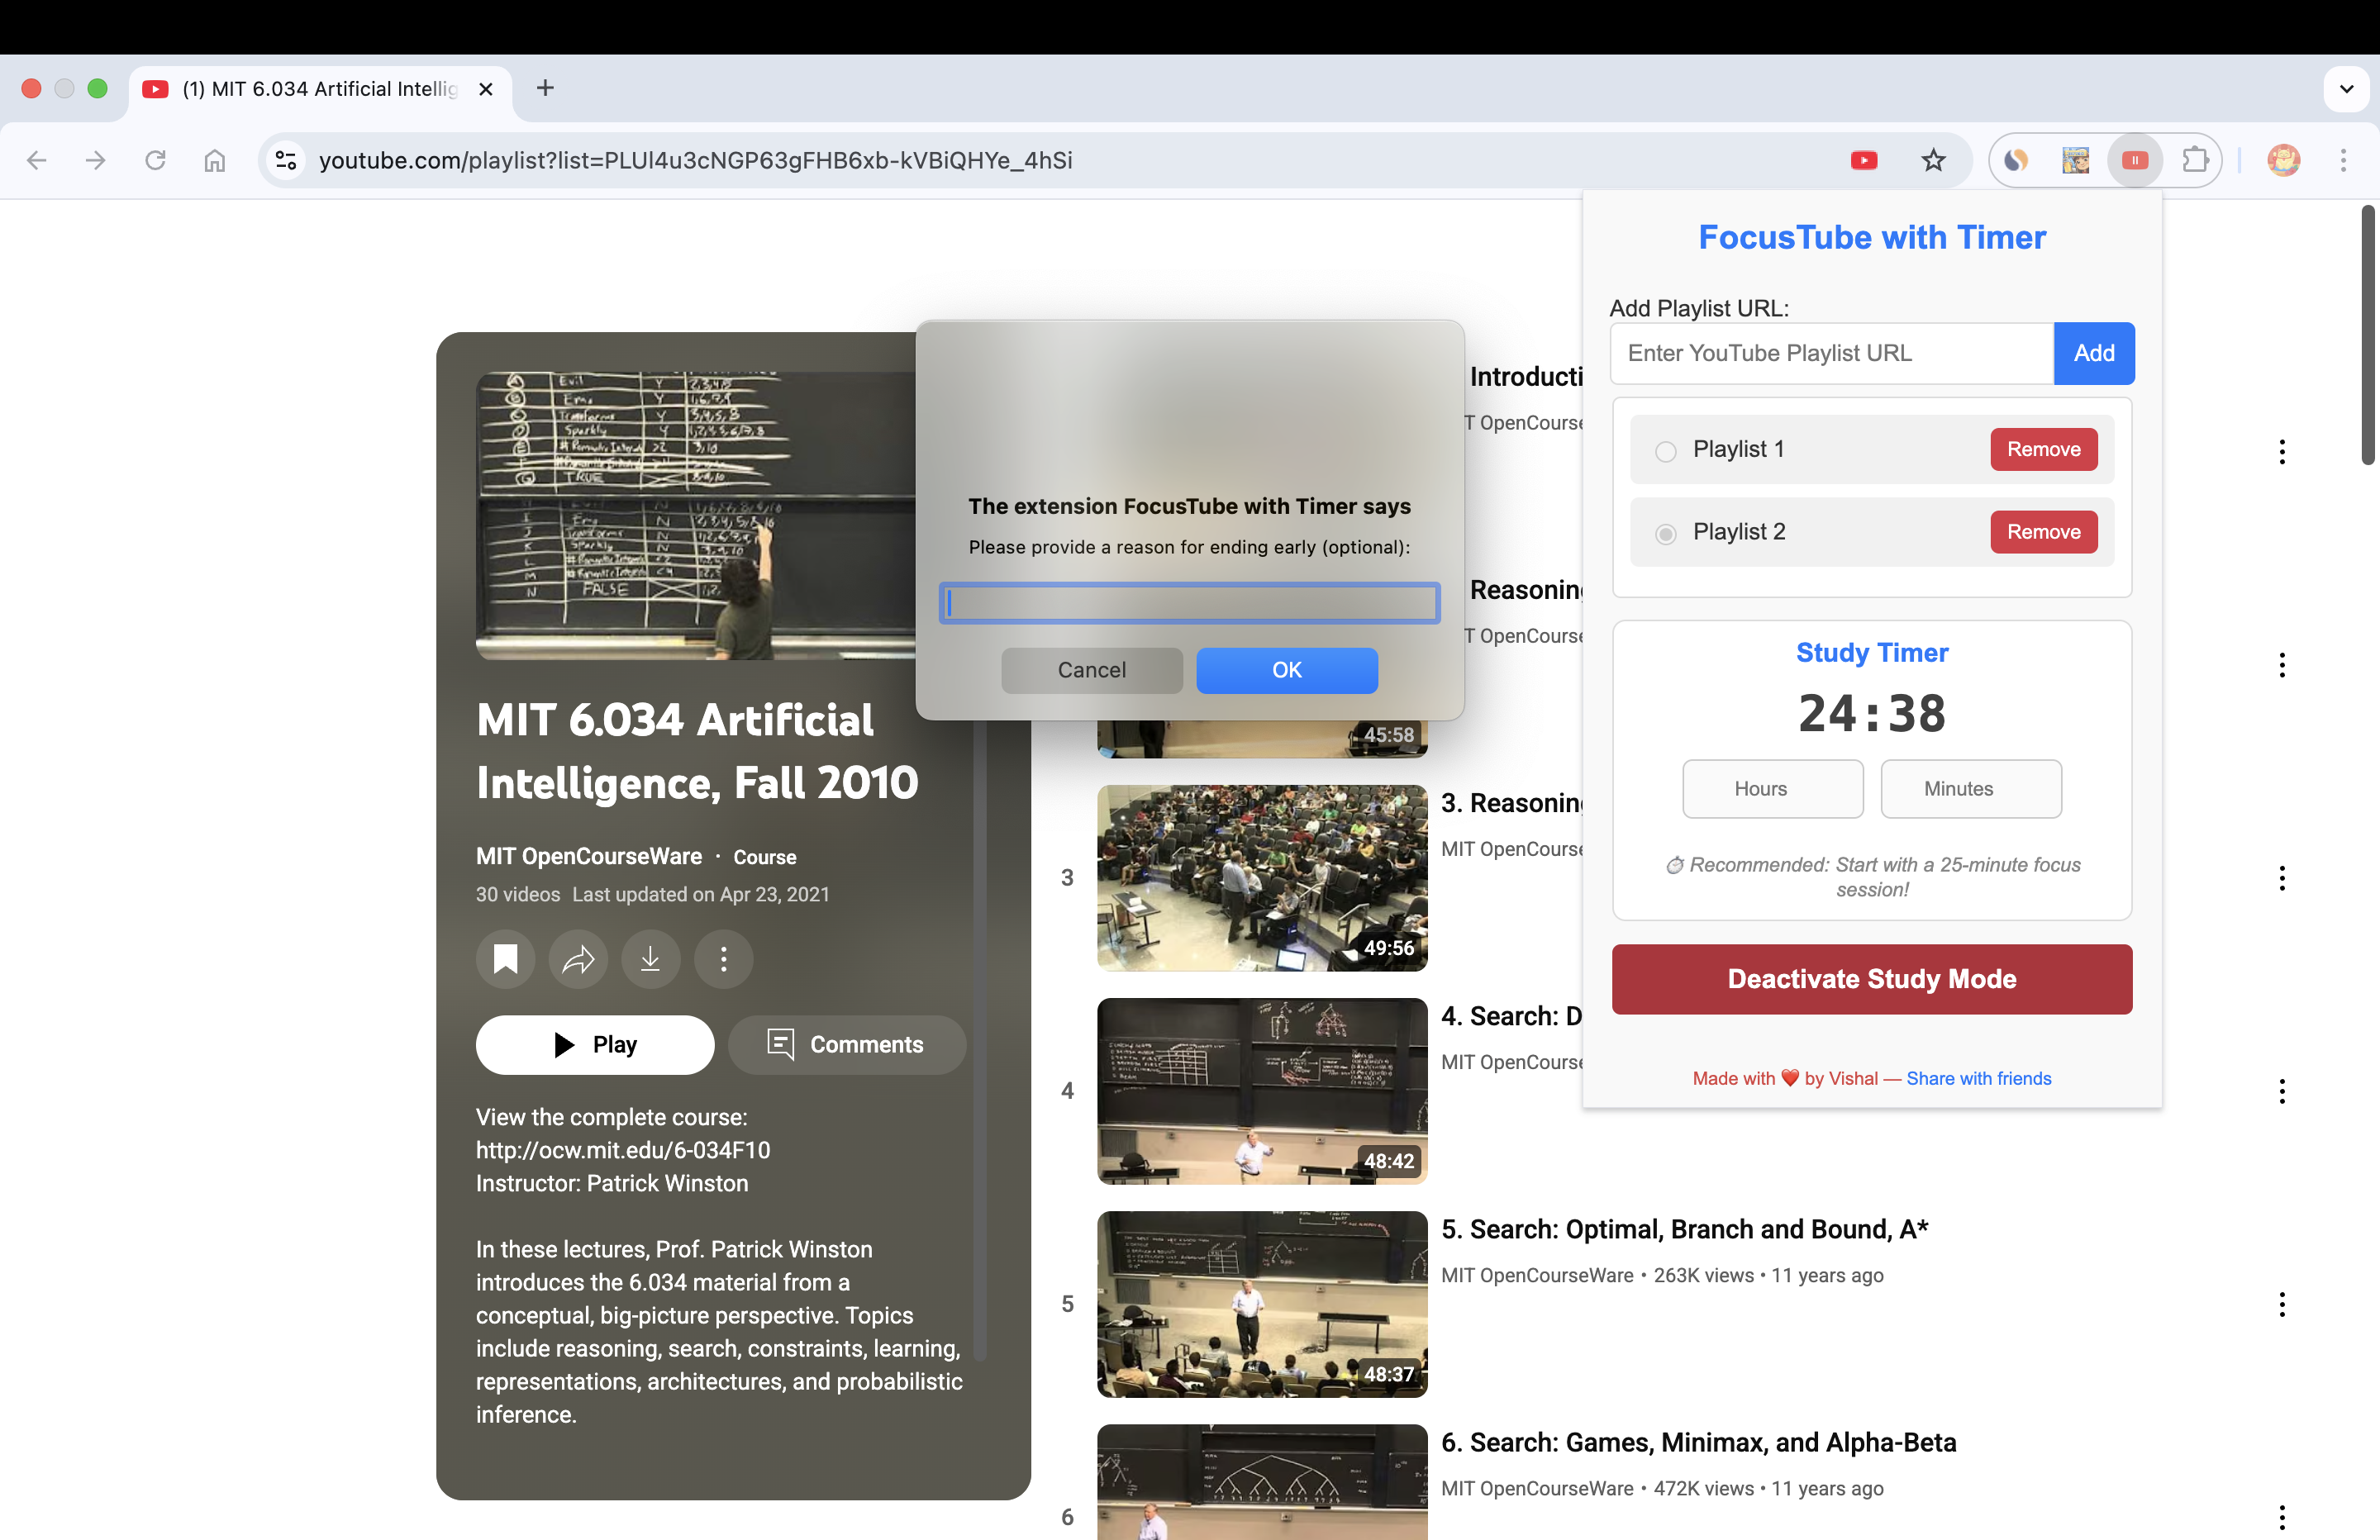 (1) MIT 6.034 Artificial Intellig
youtube.com/playlist?list=PLUl4u3cNGP63gFHB6xb-kVBiQHYe_4hSi
FocusTube with Timer
Add Playlist URL:
Enter YouTube Playlist URL
Add
Playlist 1
Remove
Playlist 2
Remove
Study Timer
24:38
Hours
Minutes
Recommended: Start with a 25-minute focus
session!
Deactivate Study Mode
Made with ❤️ by Vishal — Share with friends
The extension FocusTube with Timer says
Please provide a reason for ending early (optional):
Cancel
OK
Evil Y
TRUE
Sparkly N
FALSE
MIT 6.034 Artificial
Intelligence, Fall 2010
MIT OpenCourseWare · Course
30 videos Last updated on Apr 23, 2021
Play
Comments
View the complete course:
http://ocw.mit.edu/6-034F10
Instructor: Patrick Winston
In these lectures, Prof. Patrick Winston
introduces the 6.034 material from a
conceptual, big-picture perspective. Topics
include reasoning, search, constraints, learning,
representations, architectures, and probabilistic
inference.
Introducti
T OpenCourse
Reasoning
T OpenCourse
45:58
3
49:56
3. Reasoning
MIT OpenCourse
4
48:42
4. Search: D
MIT OpenCourse
5
48:37
5. Search: Optimal, Branch and Bound, A*
MIT OpenCourseWare • 263K views • 11 years ago
6
6. Search: Games, Minimax, and Alpha-Beta
MIT OpenCourseWare • 472K views • 11 years ago